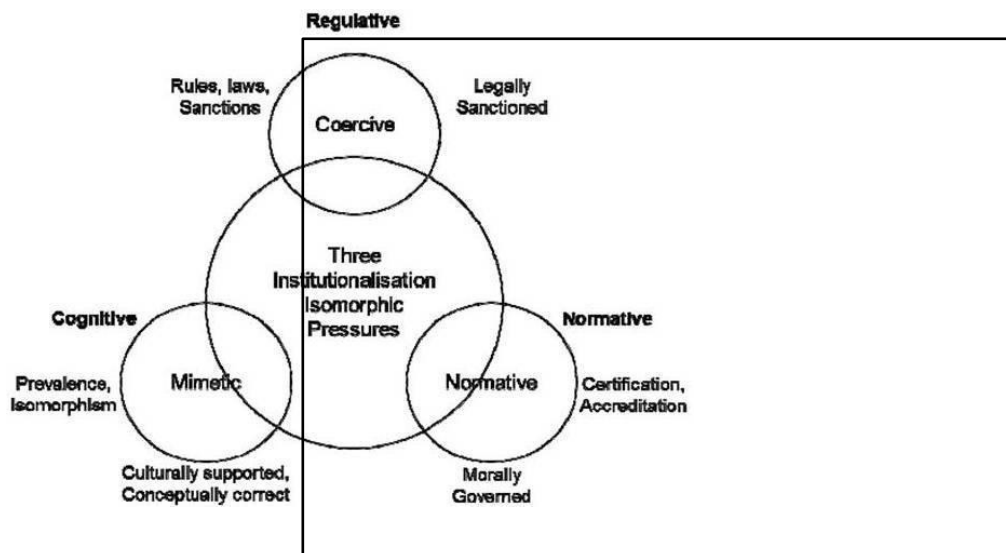 Regulative
Rules, laws,
Sanctions
Coercive
Legally
Sanctioned
Three
Institutionalisation
Isomorphic
Pressures
Cognitive
Mimetic
Prevalence,
Isomorphism
Culturally supported,
Conceptually correct
Normative
Normative
Certification,
Accreditation
Morally
Governed